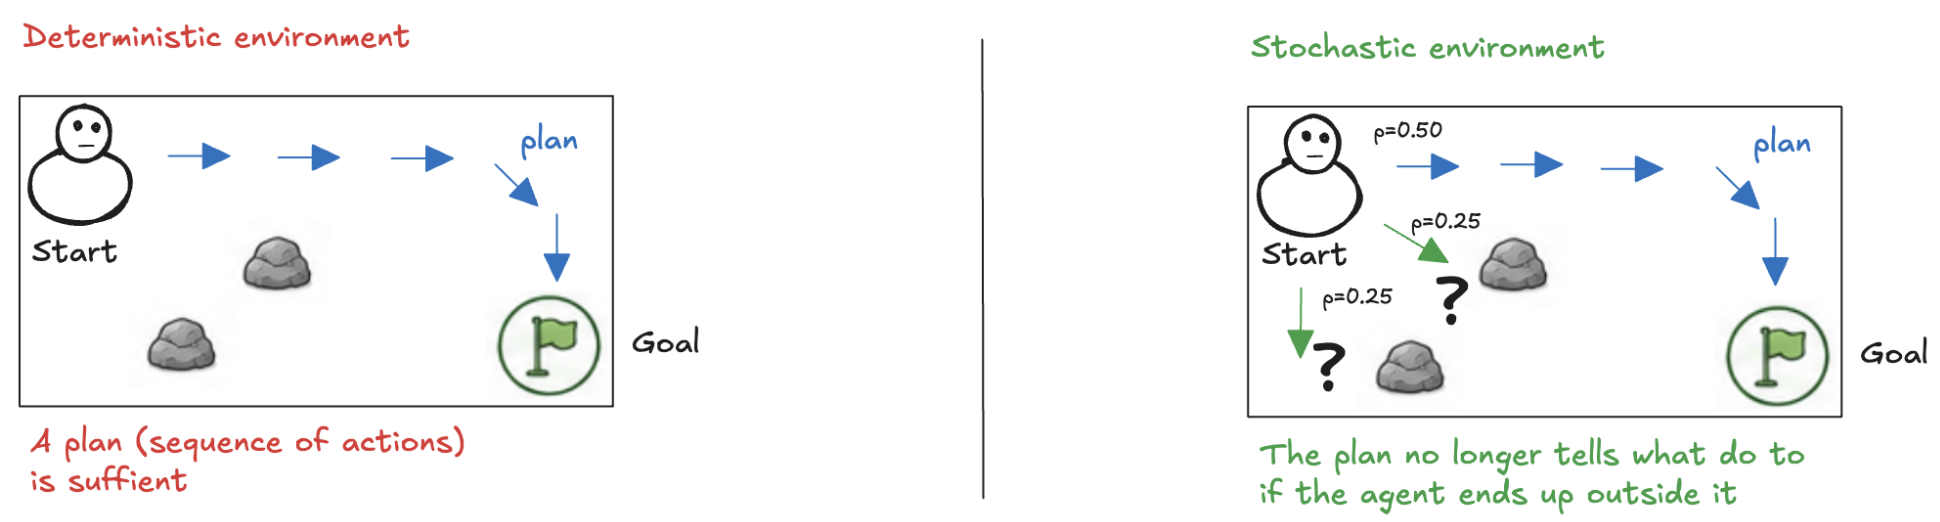 Deterministic environment
plan
Start
Goal
A plan (sequence of actions)
is suffient
Stochastic environment
p=0.50
plan
p=0.25
Start
p=0.25
?
?
Goal
The plan no longer tells what do to
if the agent ends up outside it